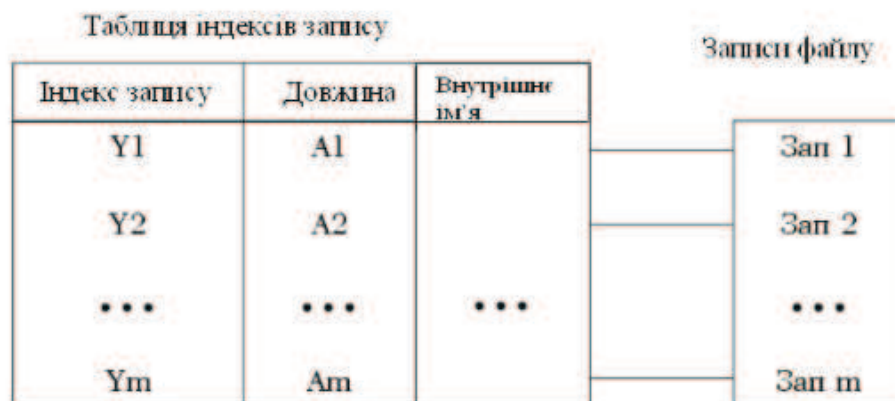 Таблиця індексів запису
Записи файлу
Індекс запису Довжина Внутрішнє
ім'я
Y1 A1 Зап 1
Y2 A2 Зап 2
••• ••• ••• •••
Ym Am Зап m